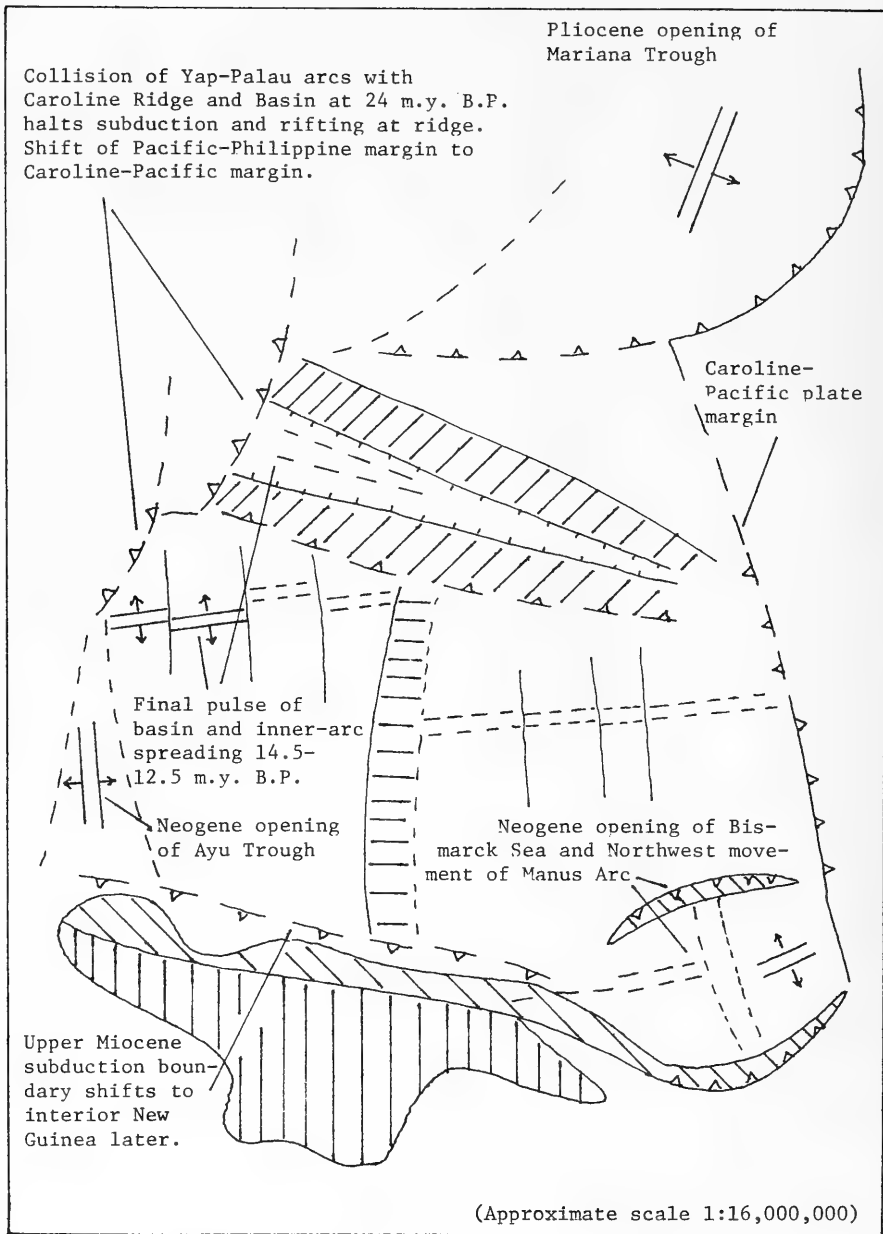 Pliocene opening of
Mariana Trough
Collision of Yap-Palau arcs with
Caroline Ridge and Basin at 24 m.y. B.P.
halts subduction and rifting at ridge.
Shift of Pacific-Philippine margin to
Caroline-Pacific margin.
Caroline-
Pacific plate
margin
Final pulse of
basin and inner-arc
spreading 14.5-
12.5 m.y. B.P.
Neogene opening
of Ayu Trough
Neogene opening of Bis-
marck Sea and Northwest move-
ment of Manus Arc
Upper Miocene
subduction boun-
dary shifts to
interior New
Guinea later.
(Approximate scale 1:16,000,000)